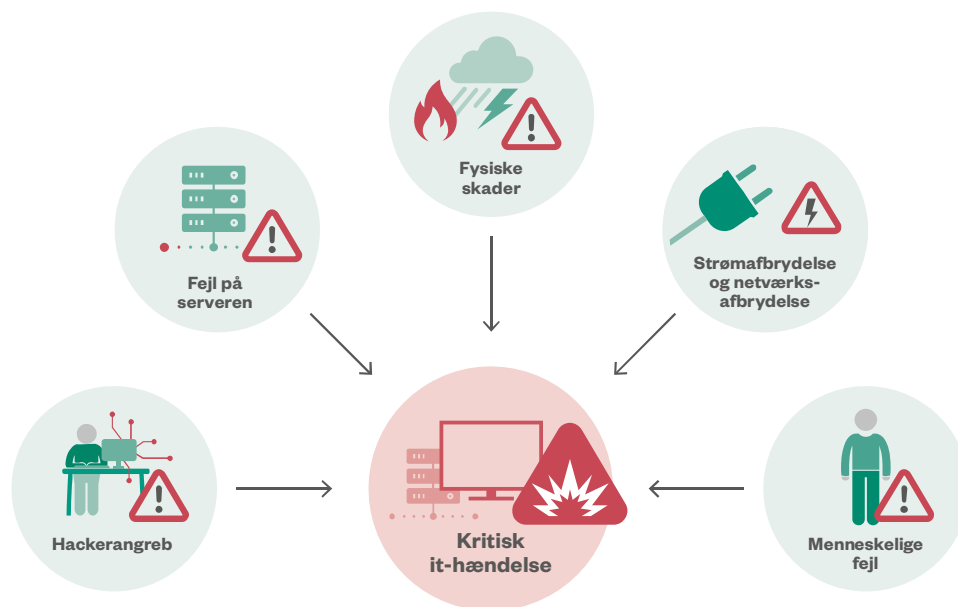 Fysiske
skader
Fejl på
serveren
Strømafbrydelse
og netværks-
afbrydelse
Hackerangreb
Kritisk
it-hændelse
Menneskelige
fejl